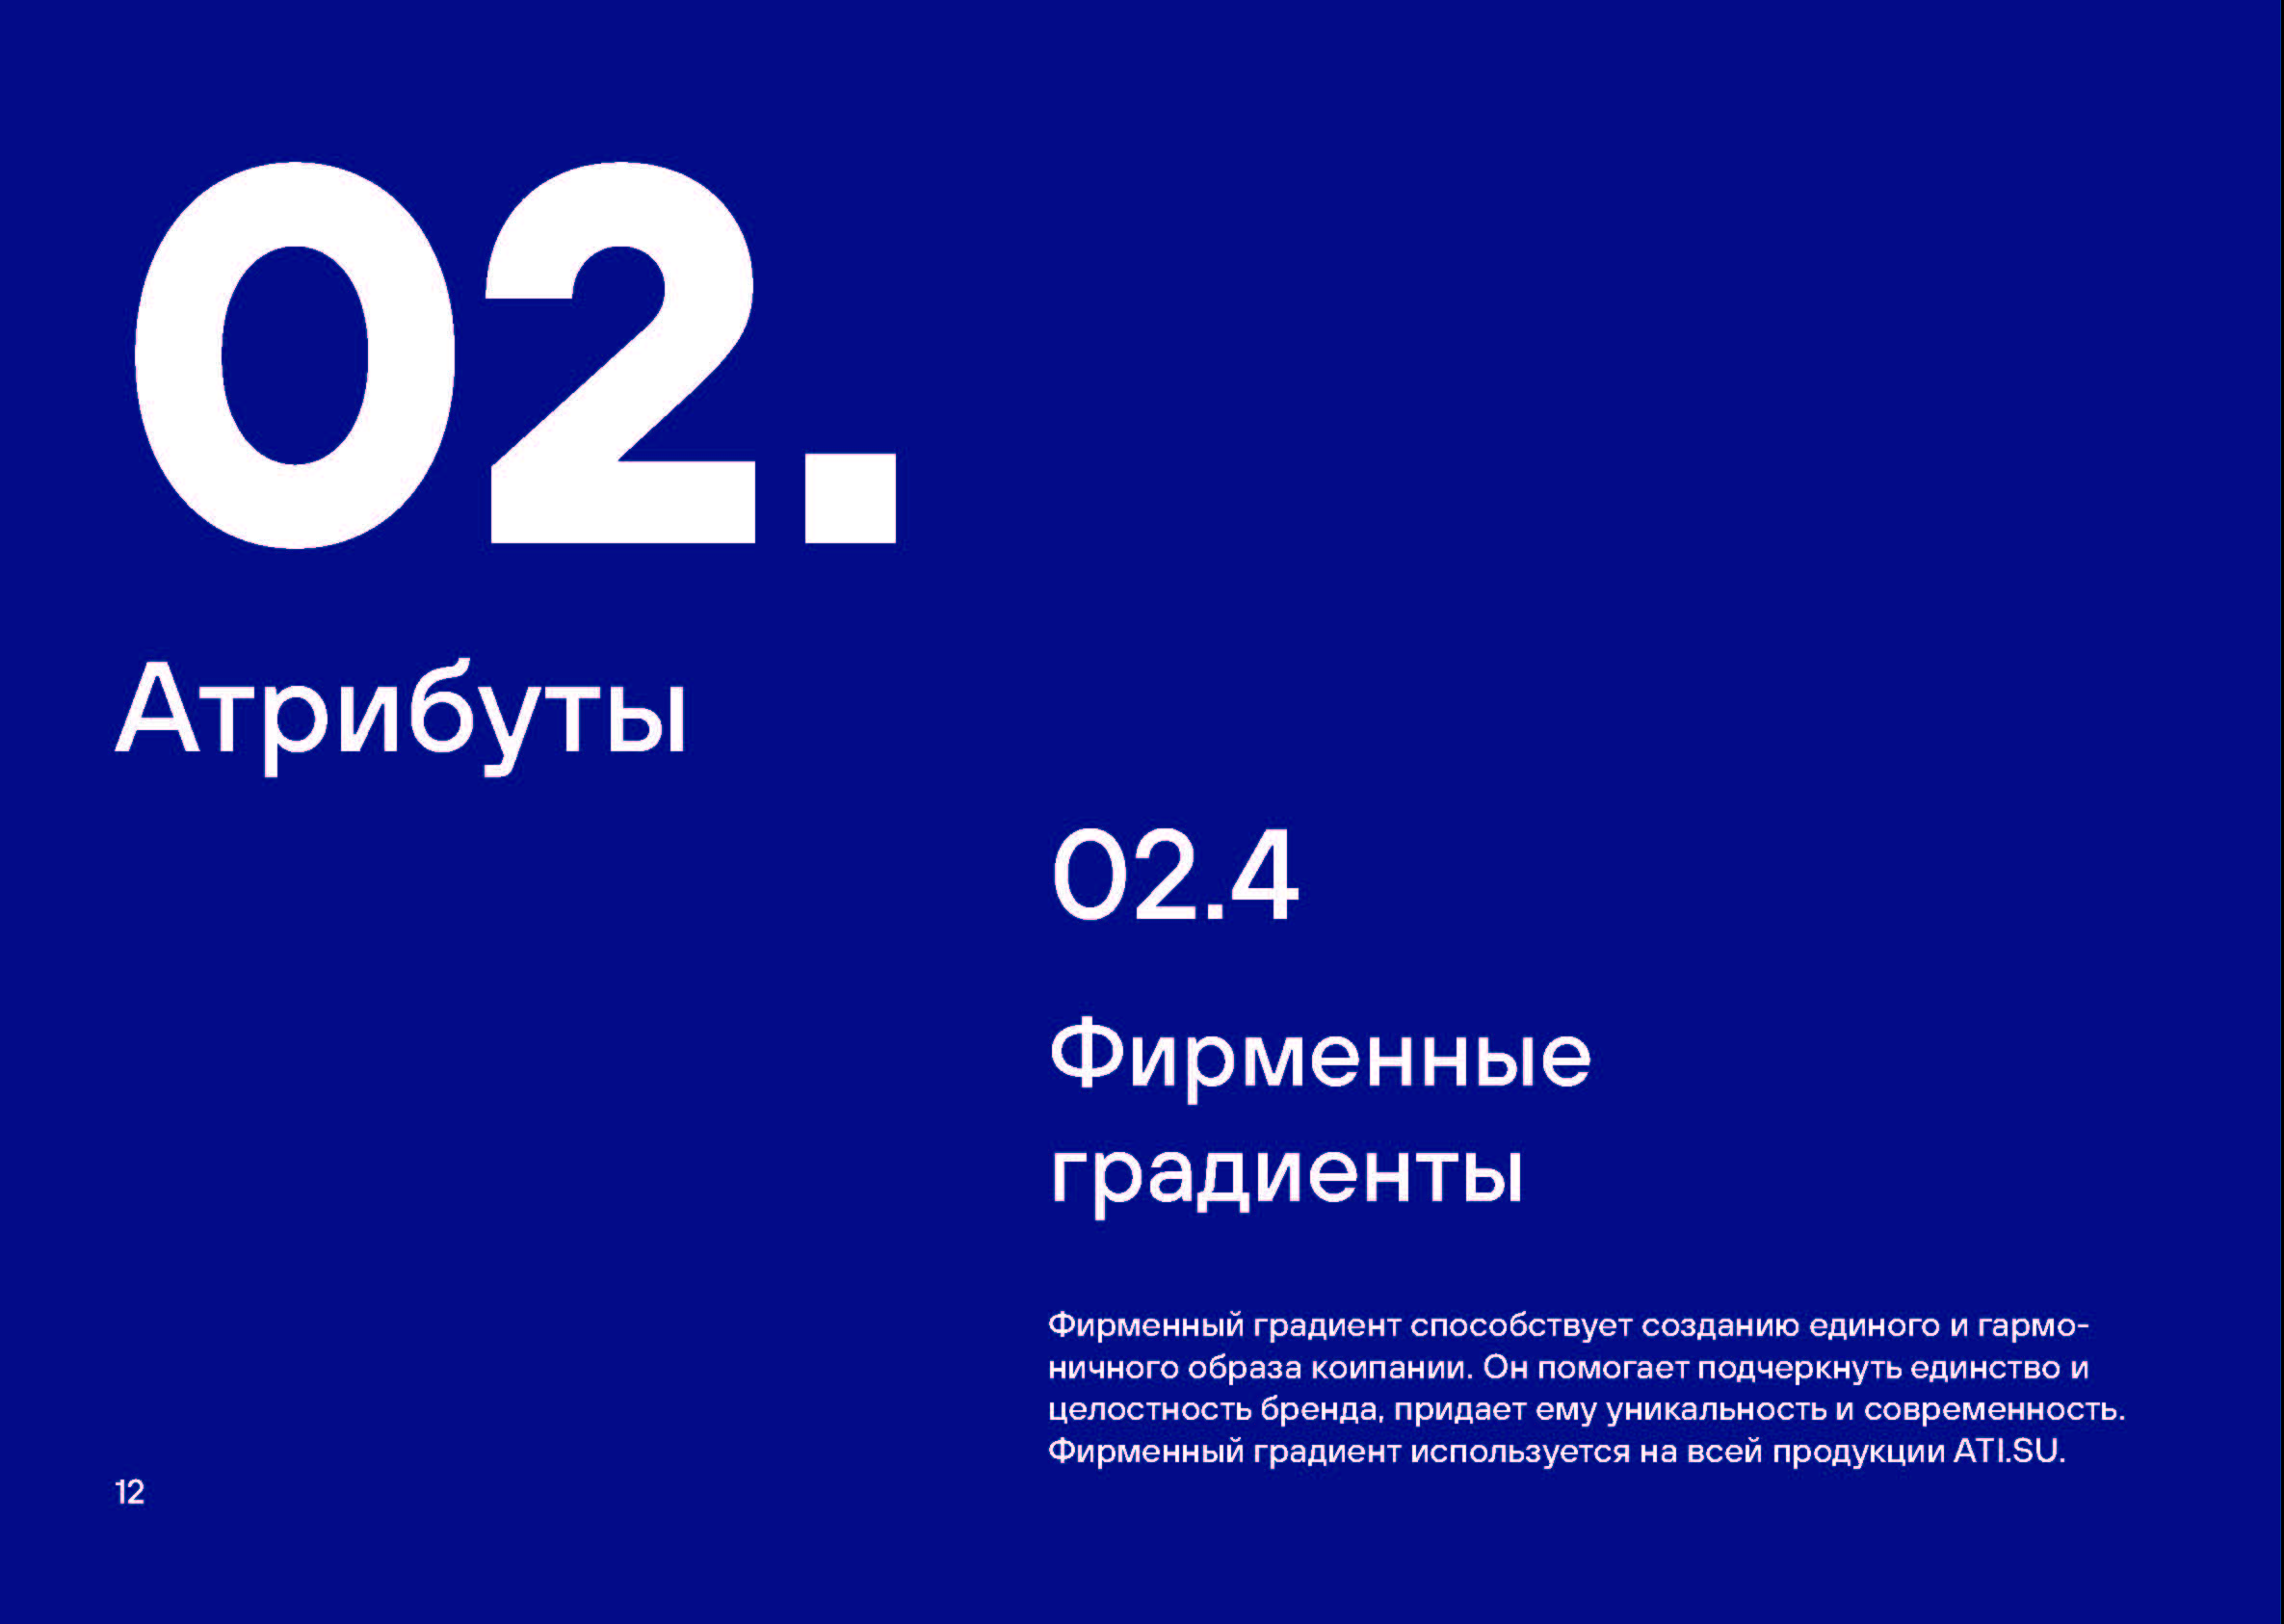 02.
Атрибуты
02.4
Фирменные
градиенты
Фирменный градиент способствует созданию единого и гармо-
ничного образа коипании. Он помогает подчеркнуть единство и
целостность бренда, придает ему уникальность и современность.
Фирменный градиент используется на всей продукции ATI.SU.
12